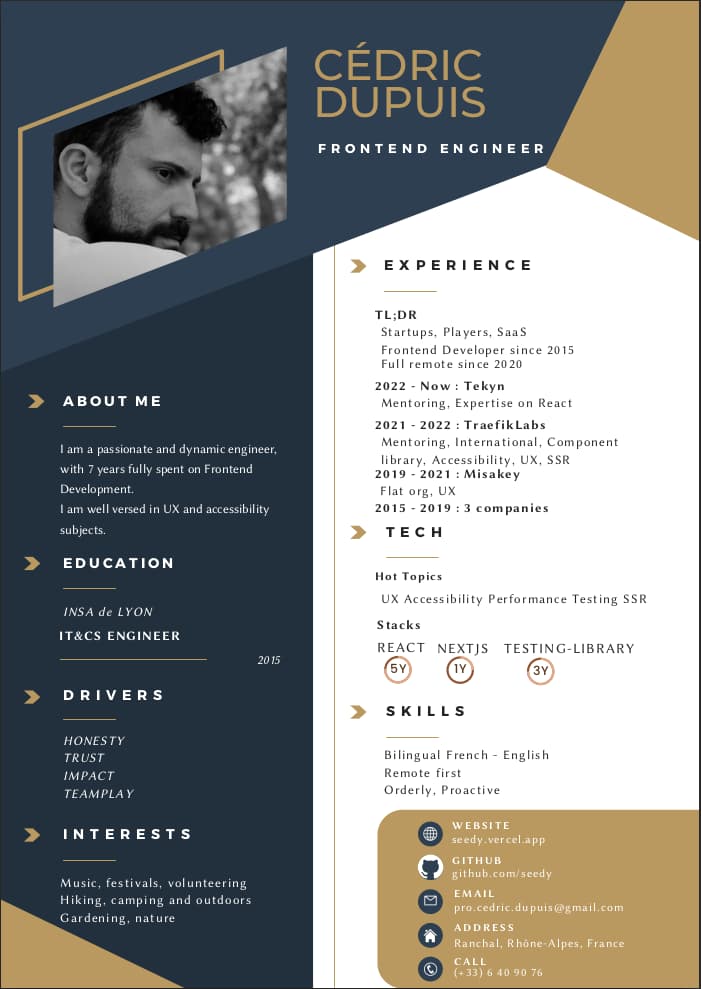 CÉDRIC
DUPUIS
FRONTEND ENGINEER
ABOUT ME
I am a passionate and dynamic engineer,
with 7 years fully spent on Frontend
Development.
I am well versed in UX and accessibility
subjects.
EDUCATION
INSA de LYON
IT&CS ENGINEER
2015
DRIVERS
HONESTY
TRUST
IMPACT
TEAMPLAY
INTERESTS
Music, festivals, volunteering
Hiking, camping and outdoors
Gardening, nature
EXPERIENCE
TL;DR
Startups, Players, SaaS
Frontend Developer since 2015
Full remote since 2020
2022 - Now : Tekyn
Mentoring, Expertise on React
2021 - 2022 : TraefikLabs
Mentoring, International, Component
library, Accessibility, UX, SSR
2019 - 2021 : Misakey
Flat org, UX
2015 - 2019 : 3 companies
TECH
Hot Topics
UX Accessibility Performance Testing SSR
Stacks
REACT NEXTJS TESTING-LIBRARY
5Y 1Y 3Y
SKILLS
Bilingual French - English
Remote first
Orderly, Proactive
WEBSITE
seedy.vercel.app
GITHUB
github.com/seedy
EMAIL
pro.cedric.dupuis@gmail.com
ADDRESS
Ranchal, Rhône-Alpes, France
CALL
(+33) 6 40 90 76